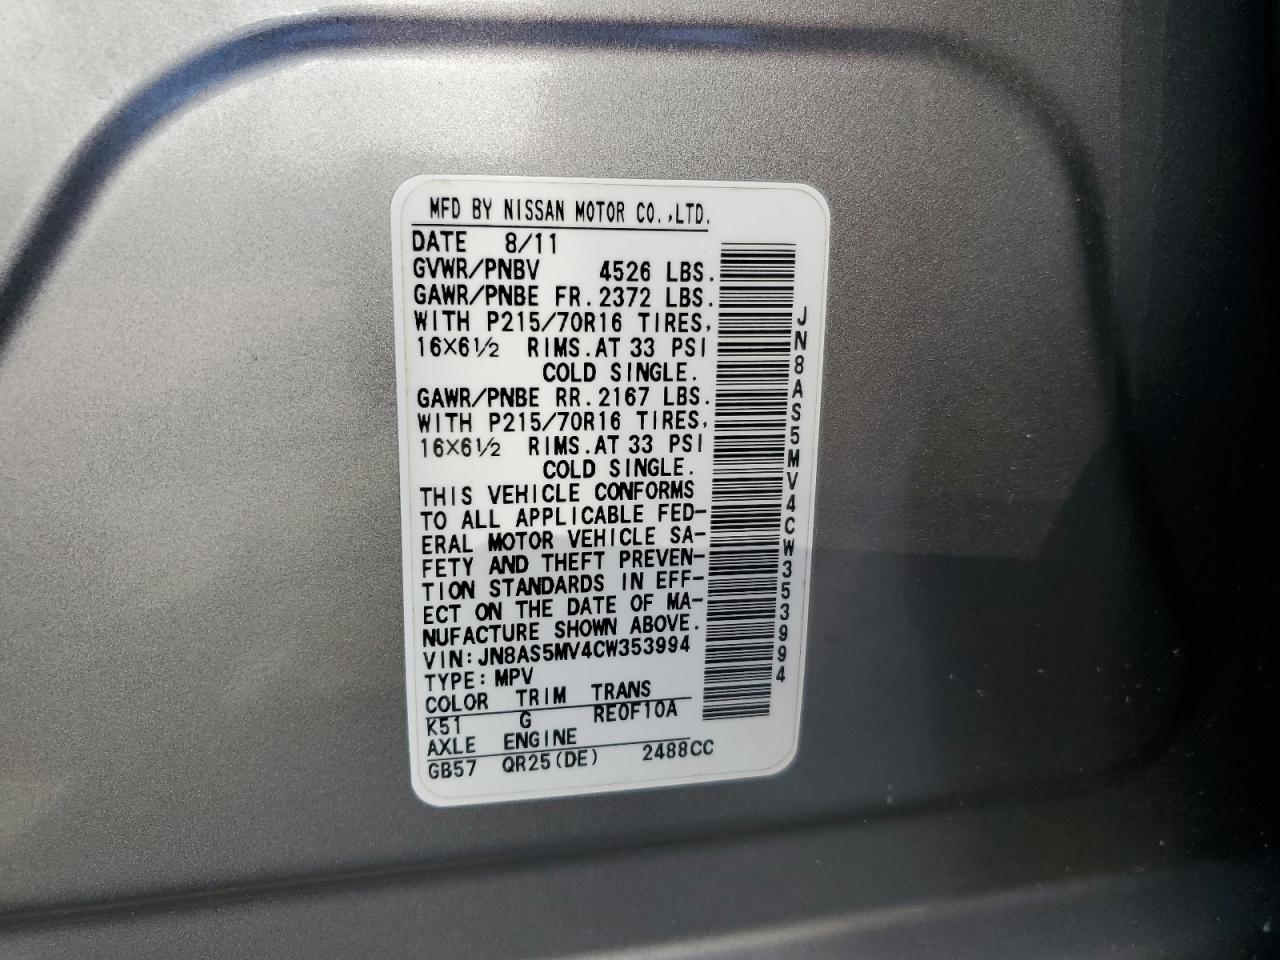 MFD BY NISSAN MOTOR CO.,LTD.
DATE 8/11
GVWR/PNBV 4526 LBS.
GAWR/PNBE FR.2372 LBS.
WITH P215/70R16 TIRES,
16×6½ RIMS.AT 33 PSI
COLD SINGLE.
GAWR/PNBE RR.2167 LBS.
WITH P215/70R16 TIRES,
16×6½ RIMS.AT 33 PSI
COLD SINGLE.
THIS VEHICLE CONFORMS
TO ALL APPLICABLE FED-
ERAL MOTOR VEHICLE SA-
FETY AND THEFT PREVEN-
TION STANDARDS IN EFF-
ECT ON THE DATE OF MA-
NUFACTURE SHOWN ABOVE.
VIN:JN8AS5MV4CW353994
TYPE:MPV
COLOR TRIM TRANS
K51 G RE0F10A
AXLE ENGINE
GB57 QR25(DE) 2488CC
JN8AS5MV4CW353994